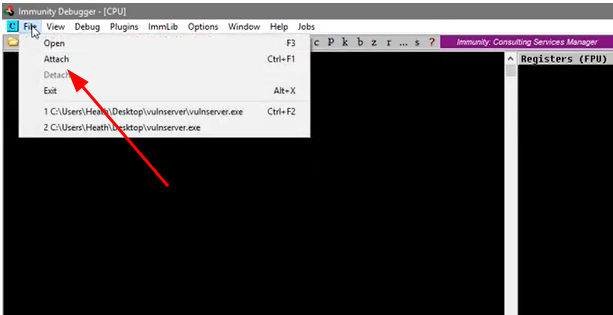 Immunity Debugger - [CPU]
C File View Debug Plugins ImmLib Options Window Help Jobs
c P k b z r ... s ? Immunity: Consulting Services Manager
Open F3
Attach Ctrl+F1
Detach
Exit Alt+X
1 C:\Users\Heath\Desktop\vulnserver\vulnserver.exe Ctrl+F2
2 C:\Users\Heath\Desktop\vulnserver.exe
Registers (FPU)